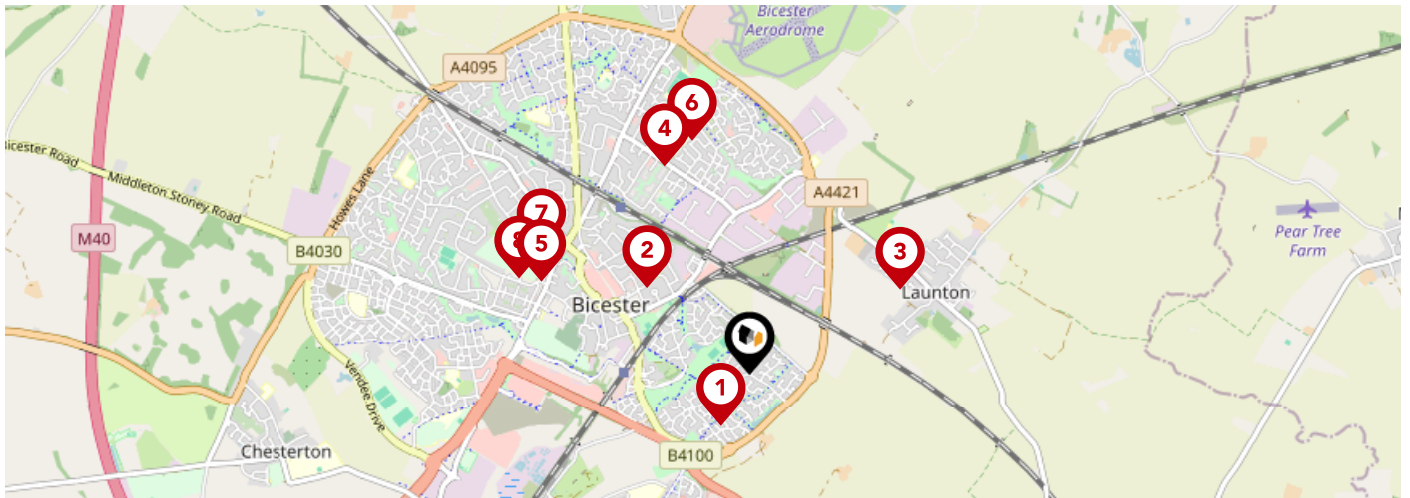 Bicester
Aerodrome
A4095
6
4
Bicester Road
Middleton Stoney Road
Howes Lane
A4421
M40
B4030
7
8
5
2
3
Pear Tree
Farm
Bicester
Launton
1
Vendee Drive
Chesterton
B4100